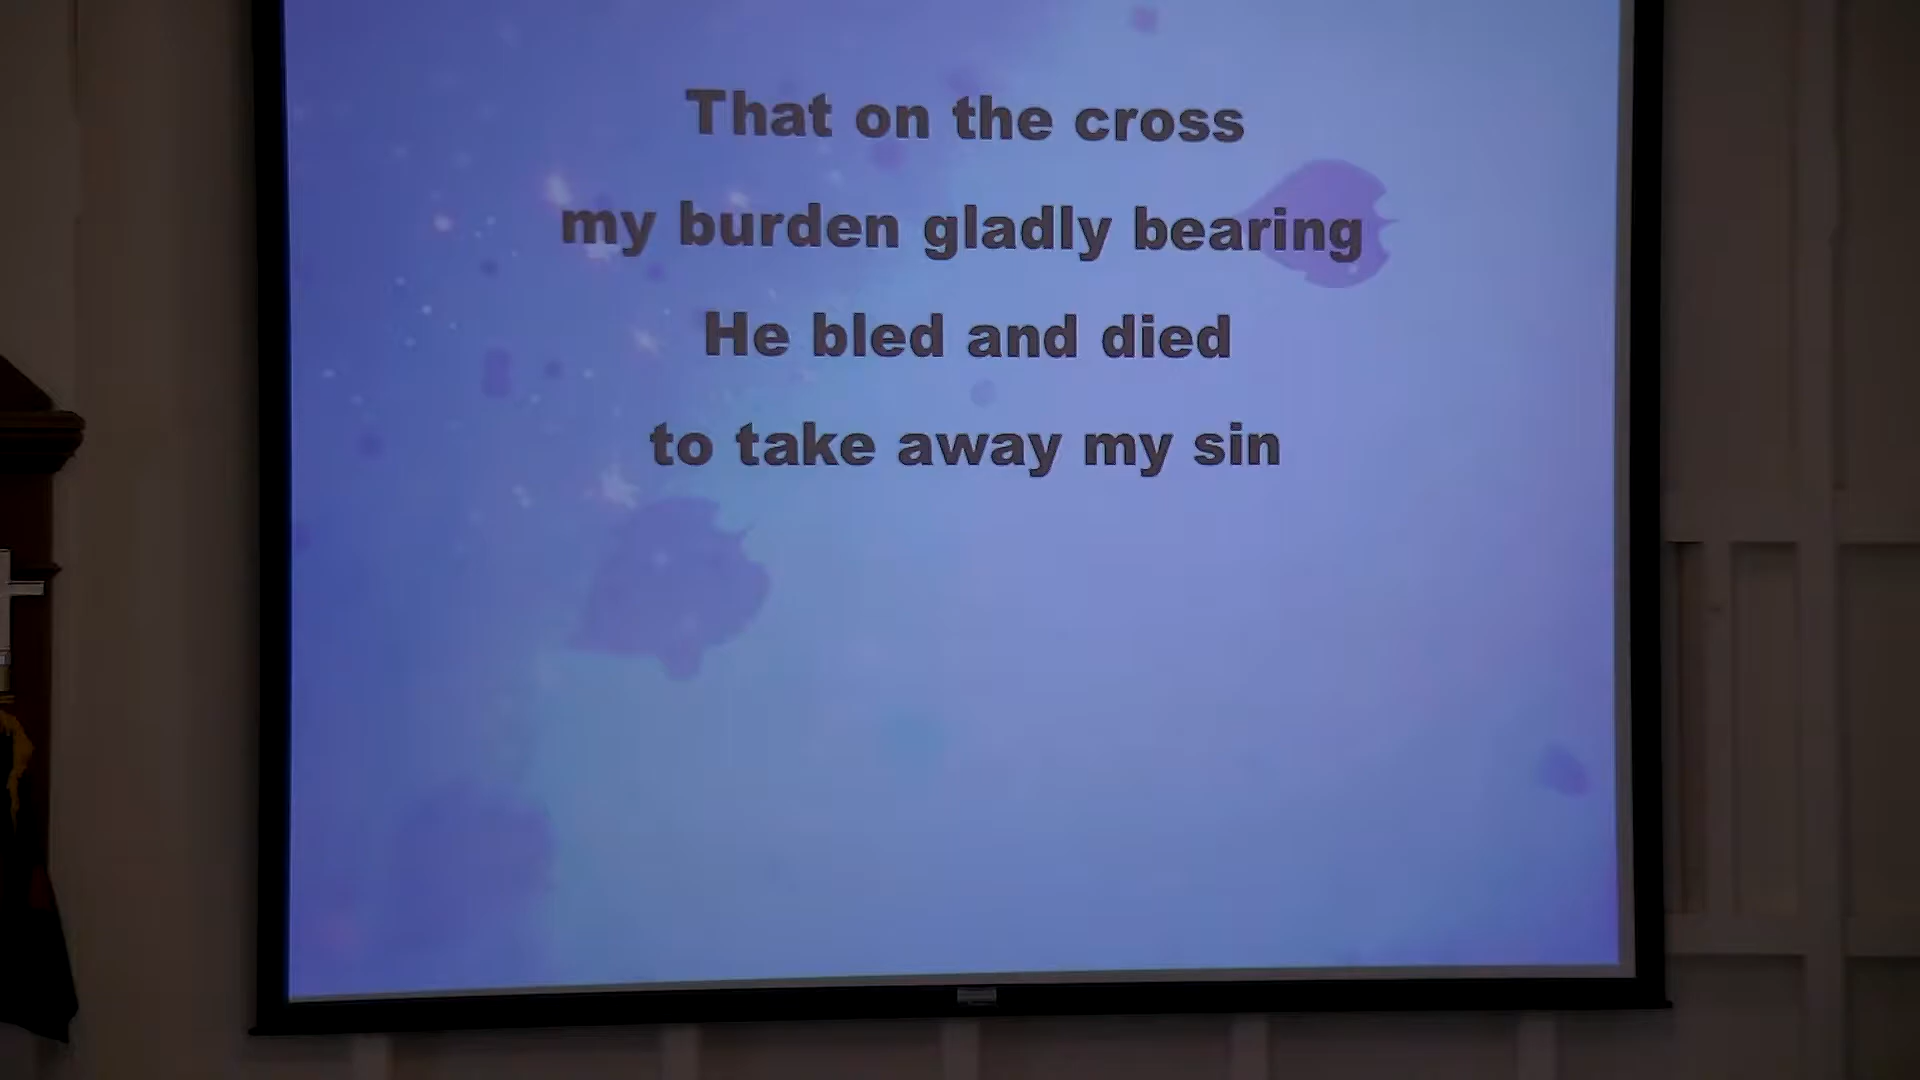 That on the cross
my burden gladly bearing
He bled and died
to take away my sin